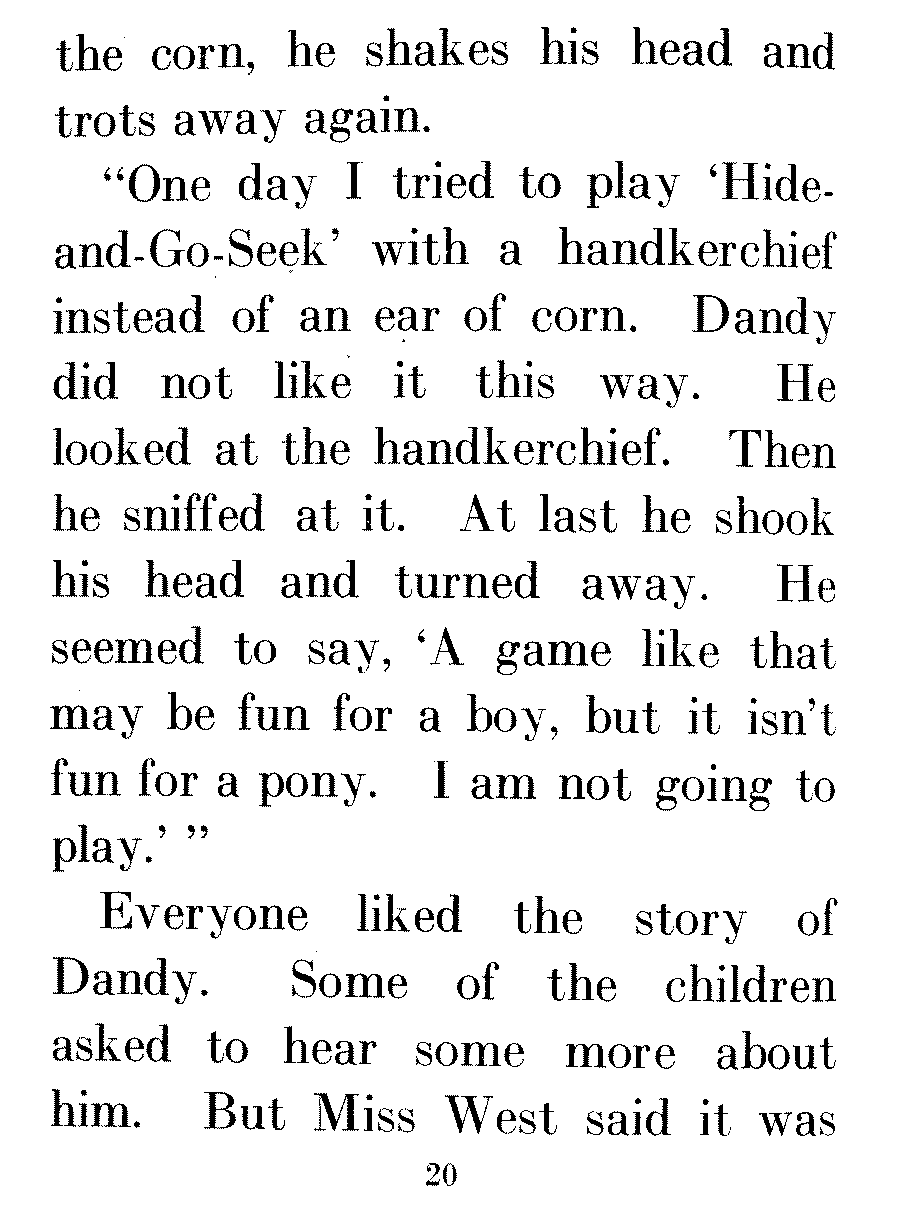 the corn, he shakes his head and
trots away again.
“One day I tried to play ‘Hide-
and-Go-Seek’ with a handkerchief
instead of an ear of corn. Dandy
did not like it this way. He
looked at the handkerchief. Then
he sniffed at it. At last he shook
his head and turned away. He
seemed to say, ‘A game like that
may be fun for a boy, but it isn’t
fun for a pony. I am not going to
play.’ ”
Everyone liked the story of
Dandy. Some of the children
asked to hear some more about
him. But Miss West said it was
20